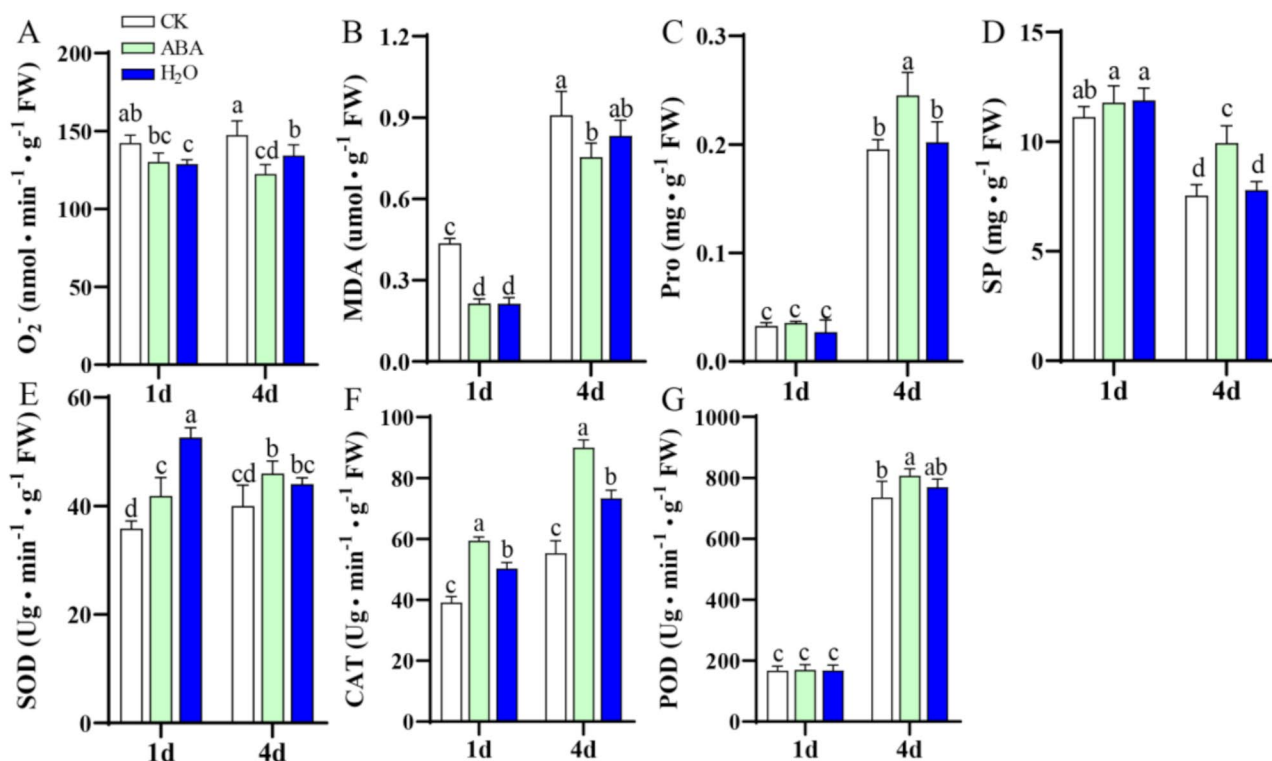 A
CK
ABA
H₂O
O₂⁻ (nmol • min⁻¹ • g⁻¹ FW)
200
150
100
50
0
ab
bc
c
a
cd
b
1d
4d
B
MDA (umol • g⁻¹ FW)
1.2
0.9
0.6
0.3
0.0
c
d
d
a
b
ab
1d
4d
C
Pro (mg • g⁻¹ FW)
0.3
0.2
0.1
0.0
c
c
c
b
a
b
1d
4d
D
SP (mg • g⁻¹ FW)
15
10
5
0
ab
a
a
d
c
d
1d
4d
E
SOD (Ug • min⁻¹ • g⁻¹ FW)
60
40
20
0
d
c
a
cd
b
bc
1d
4d
F
CAT (Ug • min⁻¹ • g⁻¹ FW)
100
80
60
40
20
0
c
a
b
c
a
b
1d
4d
G
POD (Ug • min⁻¹ • g⁻¹ FW)
1000
800
600
400
200
0
c
c
c
b
a
ab
1d
4d